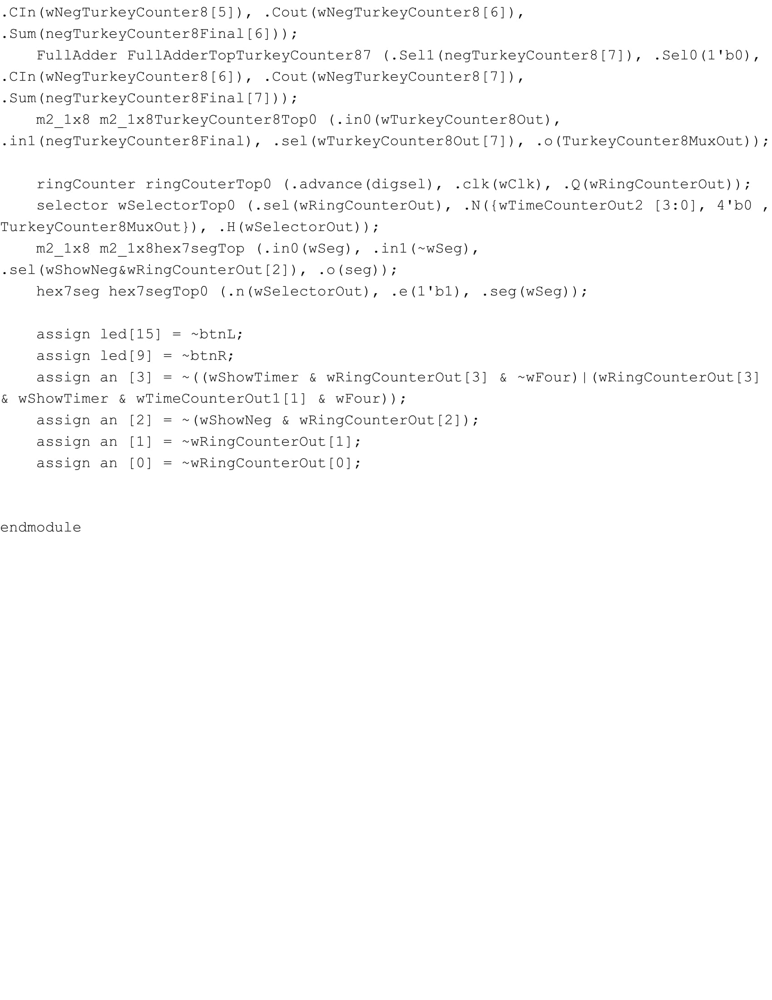 .CIn(wNegTurkeyCounter8[5]), .Cout(wNegTurkeyCounter8[6]),
.Sum(negTurkeyCounter8Final[6]));
    FullAdder FullAdderTopTurkeyCounter87 (.Sel1(negTurkeyCounter8[7]), .Sel0(1'b0),
.CIn(wNegTurkeyCounter8[6]), .Cout(wNegTurkeyCounter8[7]),
.Sum(negTurkeyCounter8Final[7]));
    m2_1x8 m2_1x8TurkeyCounter8Top0 (.in0(wTurkeyCounter8Out),
.in1(negTurkeyCounter8Final), .sel(wTurkeyCounter8Out[7]), .o(TurkeyCounter8MuxOut));
    ringCounter ringCouterTop0 (.advance(digsel), .clk(wClk), .Q(wRingCounterOut));
    selector wSelectorTop0 (.sel(wRingCounterOut), .N({wTimeCounterOut2 [3:0], 4'b0 ,
TurkeyCounter8MuxOut}), .H(wSelectorOut));
    m2_1x8 m2_1x8hex7segTop (.in0(wSeg), .in1(~wSeg),
.sel(wShowNeg&wRingCounterOut[2]), .o(seg));
    hex7seg hex7segTop0 (.n(wSelectorOut), .e(1'b1), .seg(wSeg));
    assign led[15] = ~btnL;
    assign led[9] = ~btnR;
    assign an [3] = ~((wShowTimer & wRingCounterOut[3] & ~wFour)|(wRingCounterOut[3]
& wShowTimer & wTimeCounterOut1[1] & wFour));
    assign an [2] = ~(wShowNeg & wRingCounterOut[2]);
    assign an [1] = ~wRingCounterOut[1];
    assign an [0] = ~wRingCounterOut[0];
endmodule